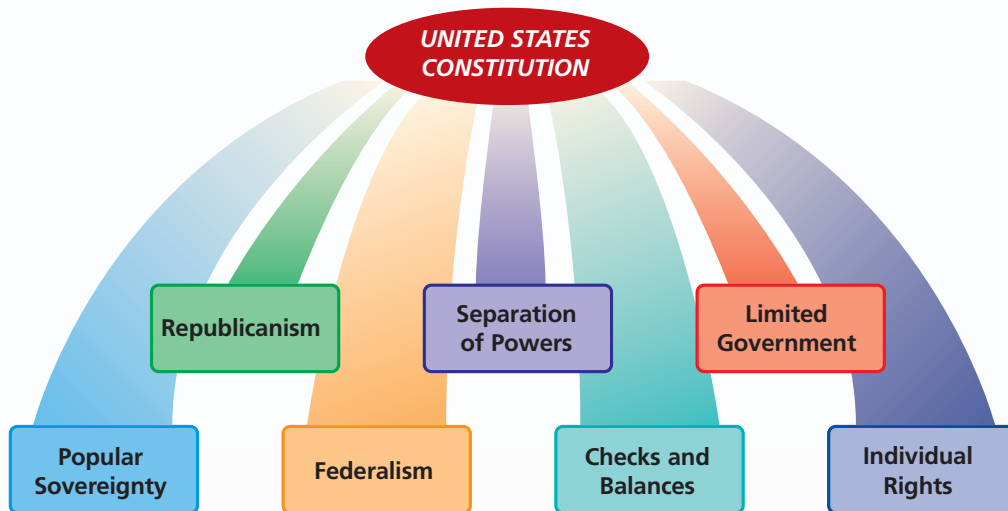 UNITED STATES
CONSTITUTION
Republicanism
Separation
of Powers
Limited
Government
Popular
Sovereignty
Federalism
Checks and
Balances
Individual
Rights